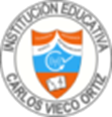 INSTITUCIÓN EDUCATIVA
CARLOS VIECO ORTIZ